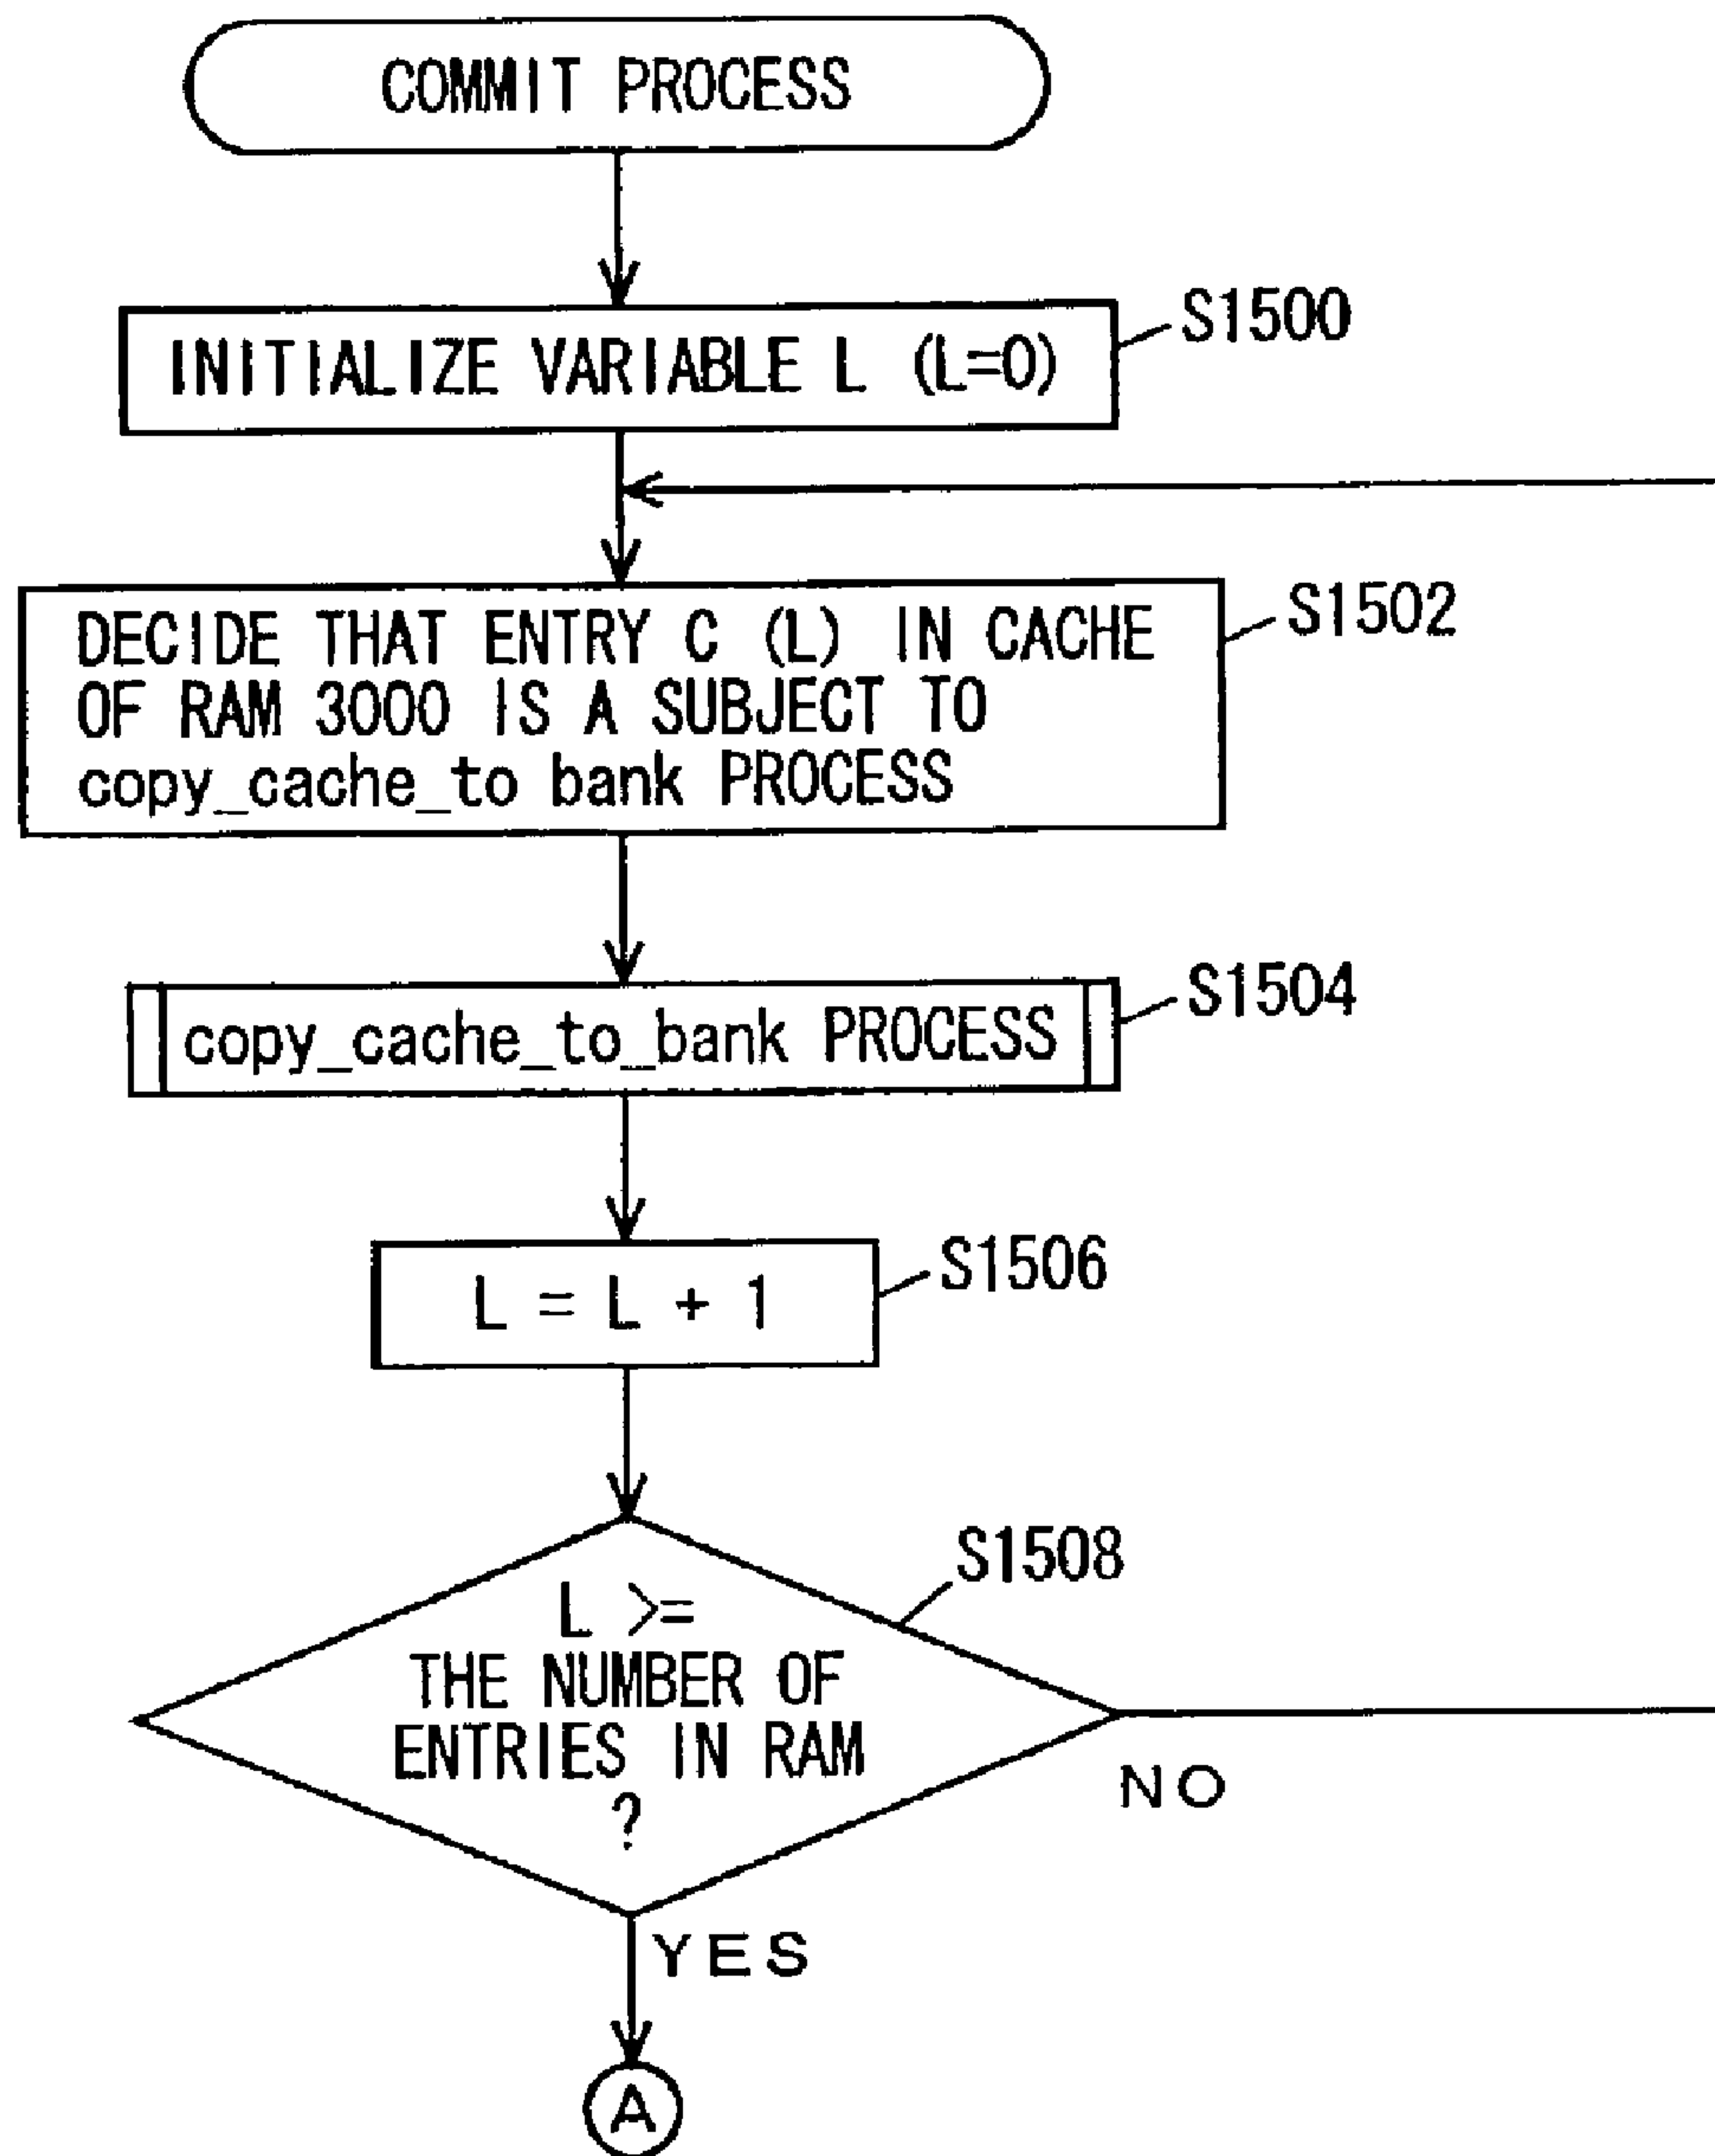 COMMIT PROCESS
S1500
INITIALIZE VARIABLE L (L=0)
S1502
DECIDE THAT ENTRY C (L) IN CACHE
OF RAM 3000 IS A SUBJECT TO
copy_cache_to bank PROCESS
S1504
copy_cache_to_bank PROCESS
S1506
L = L + 1
S1508
L >=
THE NUMBER OF
ENTRIES IN RAM
?
NO
YES
A